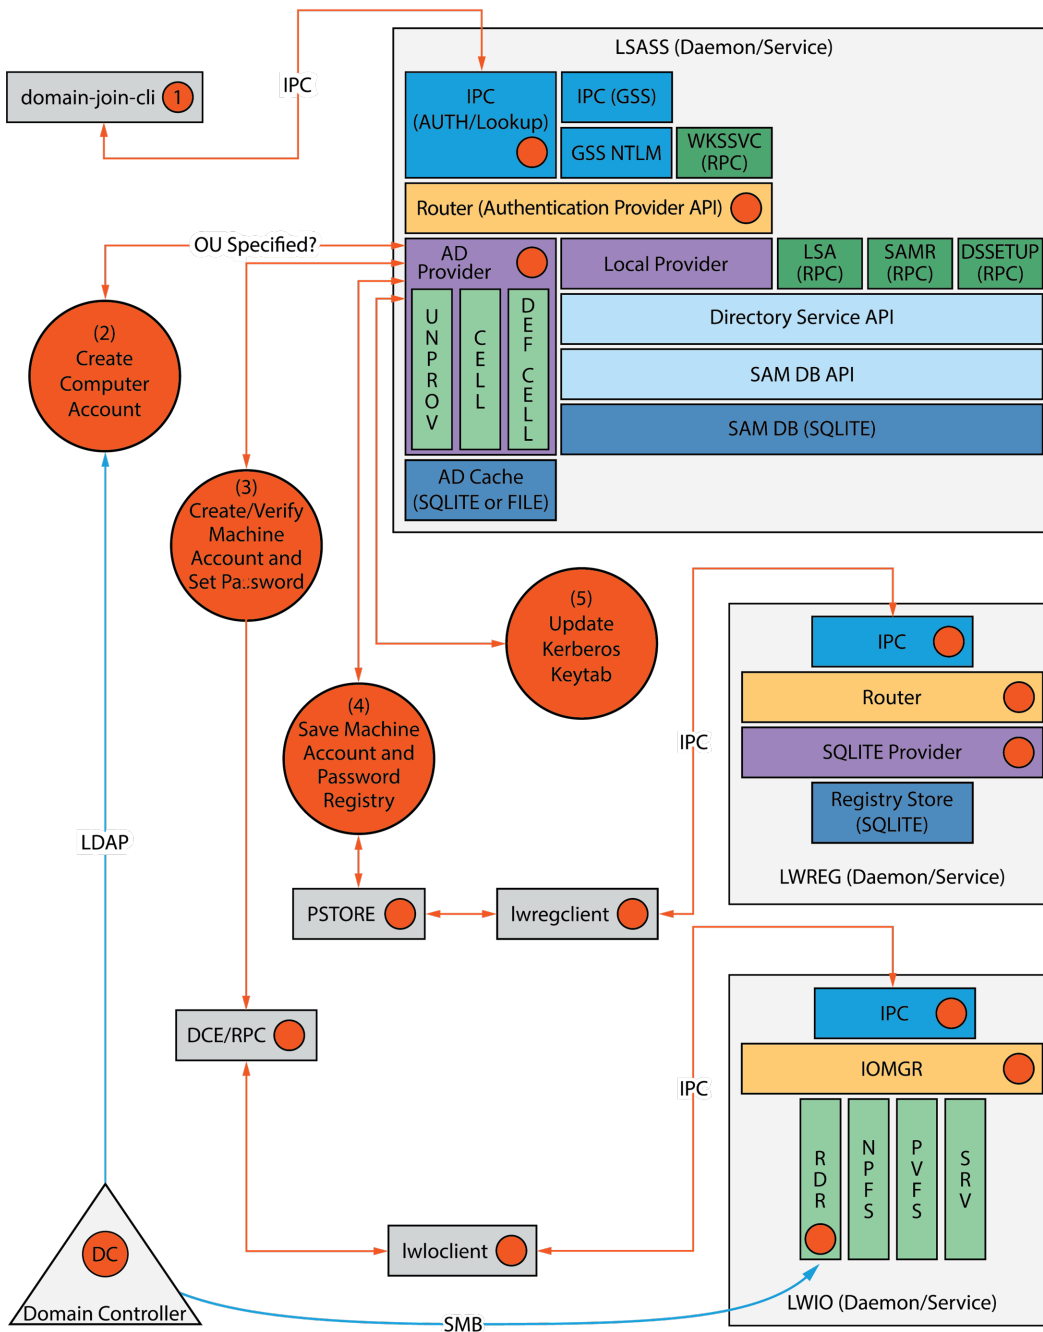 LSASS (Daemon/Service)
IPC
domain-join-cli 1
IPC
(AUTH/Lookup)
IPC (GSS)
GSS NTLM
WKSSVC
(RPC)
Router (Authentication Provider API)
OU Specified?
AD
Provider
Local Provider
LSA
(RPC)
SAMR
(RPC)
DSSETUP
(RPC)
UNPROV
CELL
DEF CELL
Directory Service API
SAM DB API
SAM DB (SQLITE)
AD Cache
(SQLITE or FILE)
(2)
Create
Computer
Account
(3)
Create/Verify
Machine
Account and
Set Pa.:sword
(5)
Update
Kerberos
Keytab
(4)
Save Machine
Account and
Password
Registry
IPC
IPC
Router
SQLITE Provider
Registry Store
(SQLITE)
LWREG (Daemon/Service)
LDAP
PSTORE
lwregclient
DCE/RPC
IPC
IPC
IOMGR
RDR
NPFS
PVFS
SRV
lwloclient
DC
Domain Controller
SMB
LWIO (Daemon/Service)